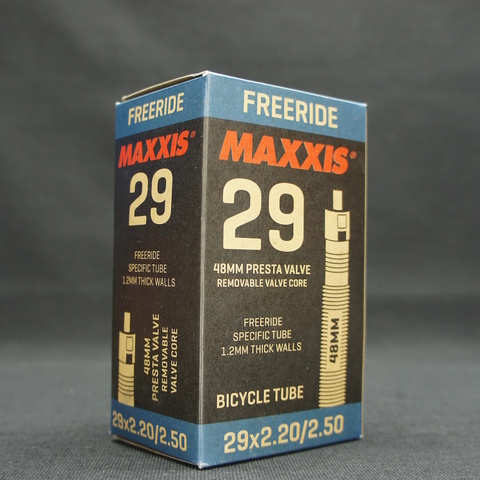 FREERIDE
MAXXIS®
29
FREERIDE
SPECIFIC TUBE
1.2MM THICK WALLS
48MM
PRESTA VALVE
REMOVABLE
VALVE CORE
29x2.20/2.50
FREERIDE
MAXXIS®
29
48MM PRESTA VALVE
REMOVABLE VALVE CORE
FREERIDE
SPECIFIC TUBE
1.2MM THICK WALLS
48MM
BICYCLE TUBE
29x2.20/2.50